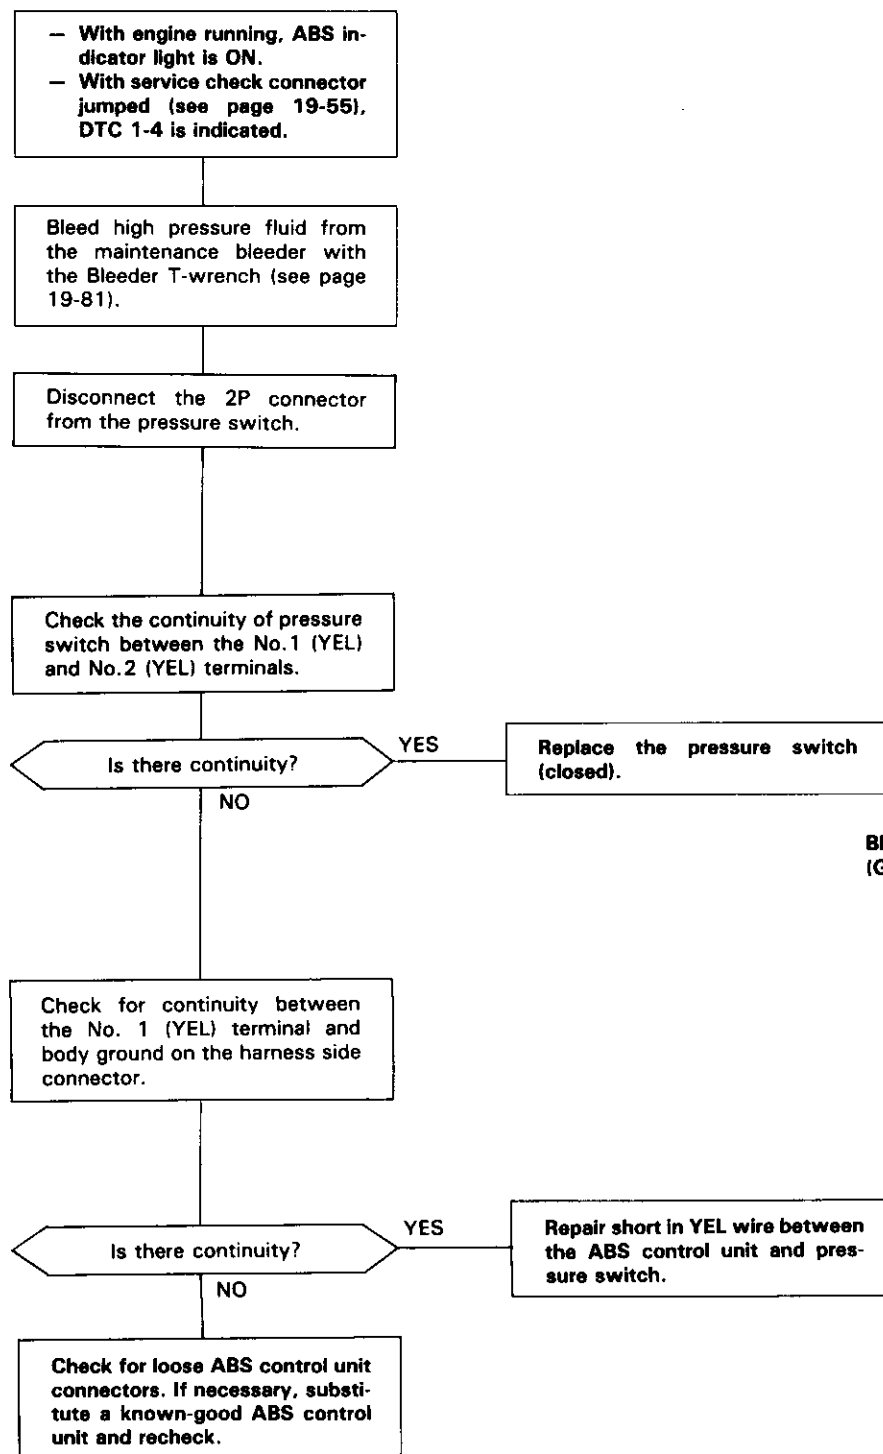 — With engine running, ABS in-
dicator light is ON.
— With service check connector
jumped (see page 19-55),
DTC 1-4 is indicated.
Bleed high pressure fluid from
the maintenance bleeder with
the Bleeder T-wrench (see page
19-81).
Disconnect the 2P connector
from the pressure switch.
Check the continuity of pressure
switch between the No.1 (YEL)
and No.2 (YEL) terminals.
Is there continuity?
YES
Replace the pressure switch
(closed).
NO
Check for continuity between
the No. 1 (YEL) terminal and
body ground on the harness side
connector.
Is there continuity?
YES
Repair short in YEL wire between
the ABS control unit and pres-
sure switch.
NO
Check for loose ABS control unit
connectors. If necessary, substi-
tute a known-good ABS control
unit and recheck.